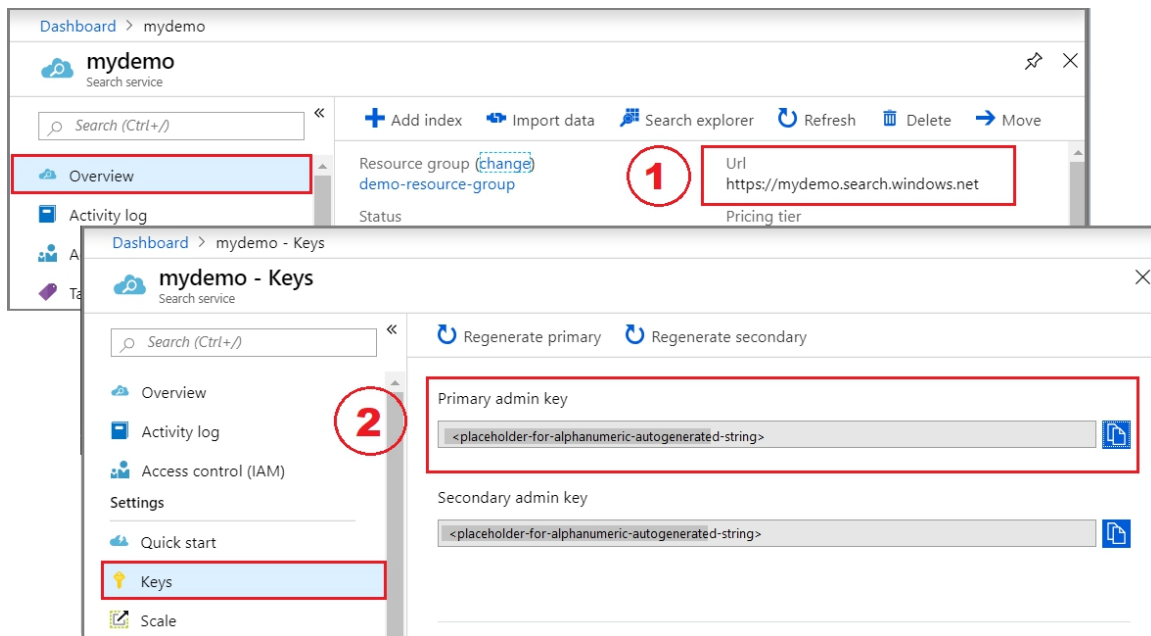 Dashboard > mydemo
mydemo
Search service
Search (Ctrl+/)
«
Add index Import data Search explorer Refresh Delete Move
Overview
Activity log
A
Ta
Resource group (change)
demo-resource-group
Status
1
Url
https://mydemo.search.windows.net
Pricing tier
Dashboard > mydemo - Keys
mydemo - Keys
Search service
Search (Ctrl+/)
«
Regenerate primary Regenerate secondary
Overview
Activity log
Access control (IAM)
Settings
Quick start
Keys
Scale
2
Primary admin key
<placeholder-for-alphanumeric-autogenerated-string>
Secondary admin key
<placeholder-for-alphanumeric-autogenerated-string>